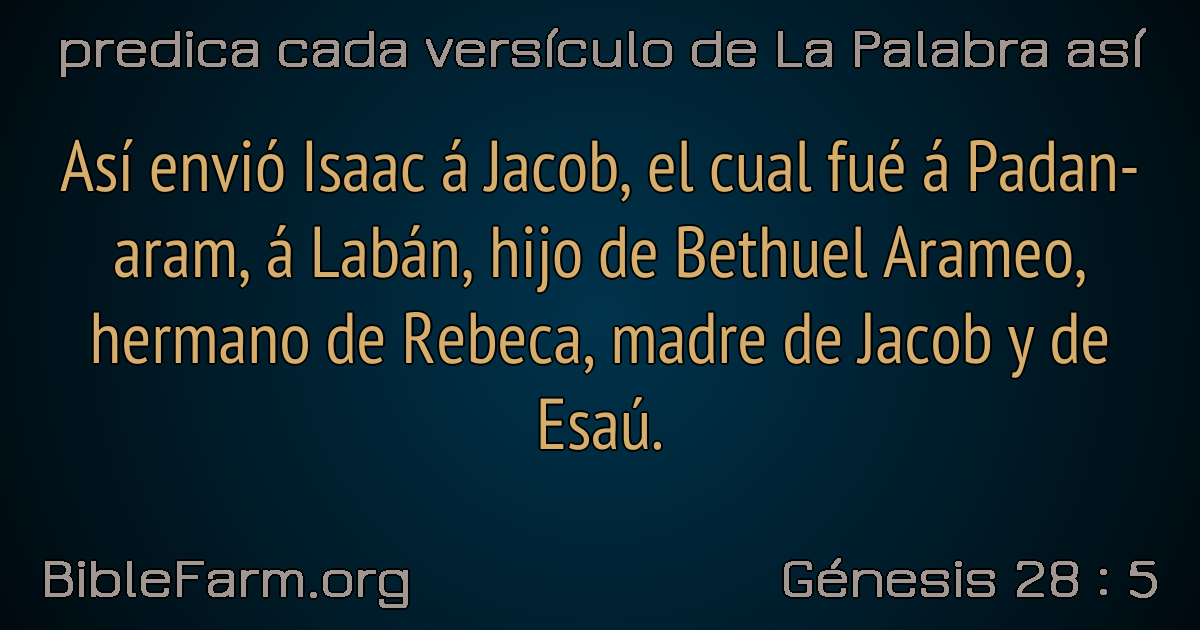 predica cada versículo de La Palabra así
Así envió Isaac á Jacob, el cual fué á Padan-
aram, á Labán, hijo de Bethuel Arameo,
hermano de Rebeca, madre de Jacob y de
Esaú.
BibleFarm.org
Génesis 28 : 5